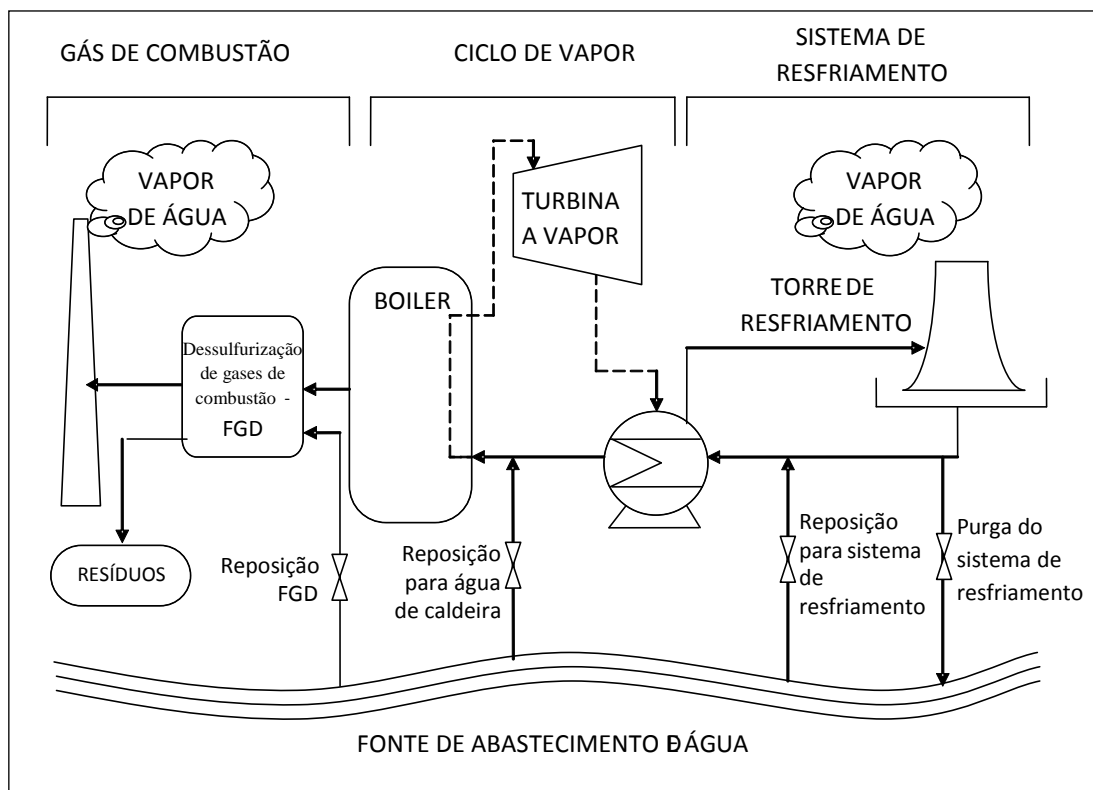 GÁS DE COMBUSTÃO
CICLO DE VAPOR
SISTEMA DE
RESFRIAMENTO
VAPOR
DE ÁGUA
TURBINA
A VAPOR
VAPOR
DE ÁGUA
BOILER
TORRE DE
RESFRIAMENTO
Dessulfurização
de gases de
combustão -
FGD
RESÍDUOS
Reposição
FGD
Reposição
para água
de caldeira
Reposição
para sistema
de
resfriamento
Purga do
sistema de
resfriamento
FONTE DE ABASTECIMENTO DE ÁGUA